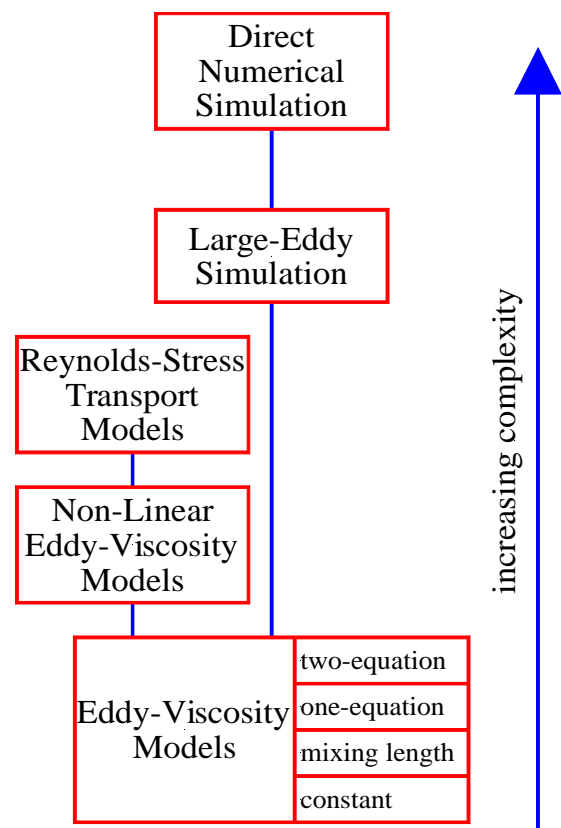 Direct
Numerical
Simulation
Large-Eddy
Simulation
Reynolds-Stress
Transport
Models
Non-Linear
Eddy-Viscosity
Models
Eddy-Viscosity
Models
two-equation
one-equation
mixing length
constant
increasing complexity